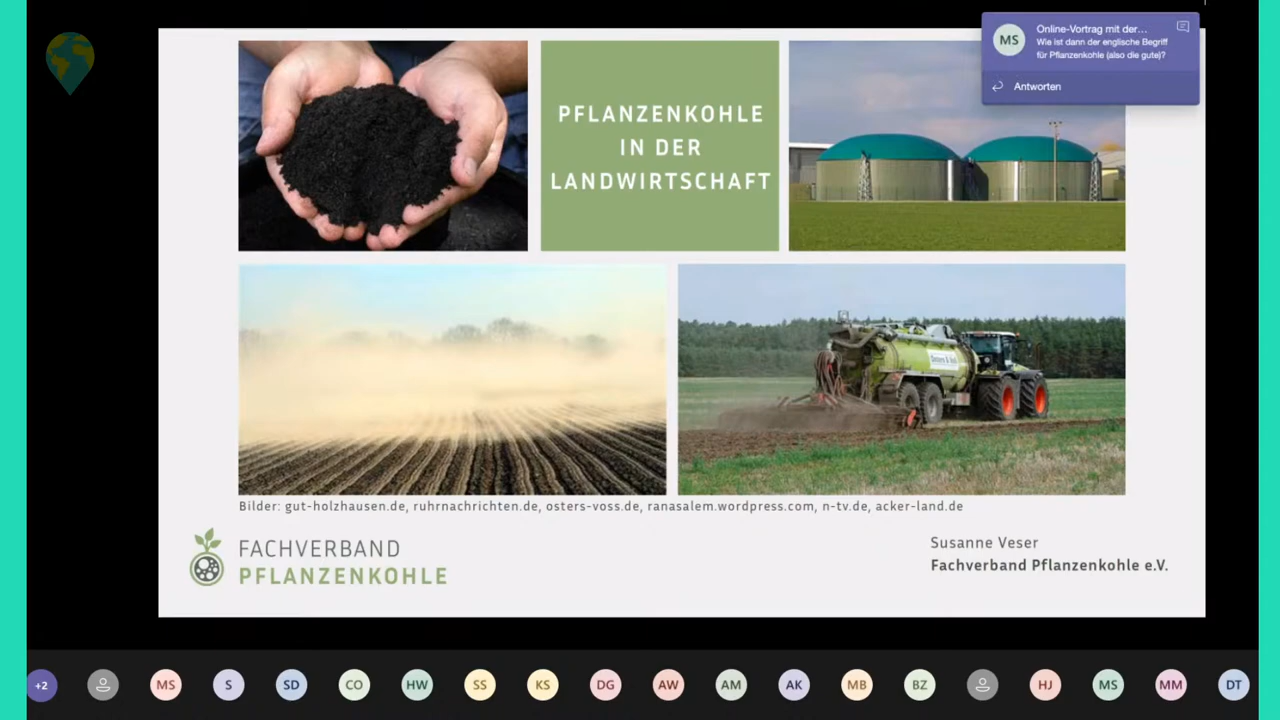 MS
Online-Vortrag mit der...
Wie ist dann der englische Begriff
für Pflanzenkohle (also die gute)?
Antworten
PFLANZENKOHLE
IN DER
LANDWIRTSCHAFT
Bilder: gut-holzhausen.de, ruhrnachrichten.de, osters-voss.de, ranasalem.wordpress.com, n-tv.de, acker-land.de
FACHVERBAND
PFLANZENKOHLE
Susanne Veser
Fachverband Pflanzenkohle e.V.
+2 MS S SD CO HW SS KS DG AW AM AK MB BZ HJ MS MM DT